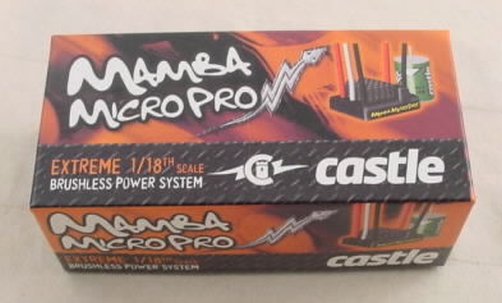 MAMBA
MICRO PRO
EXTREME 1/18TH SCALE
BRUSHLESS POWER SYSTEM
castle
MAMBA
MICRO PRO
EXTREME 1/18TH SCALE
BRUSHLESS POWER SYSTEM
castle